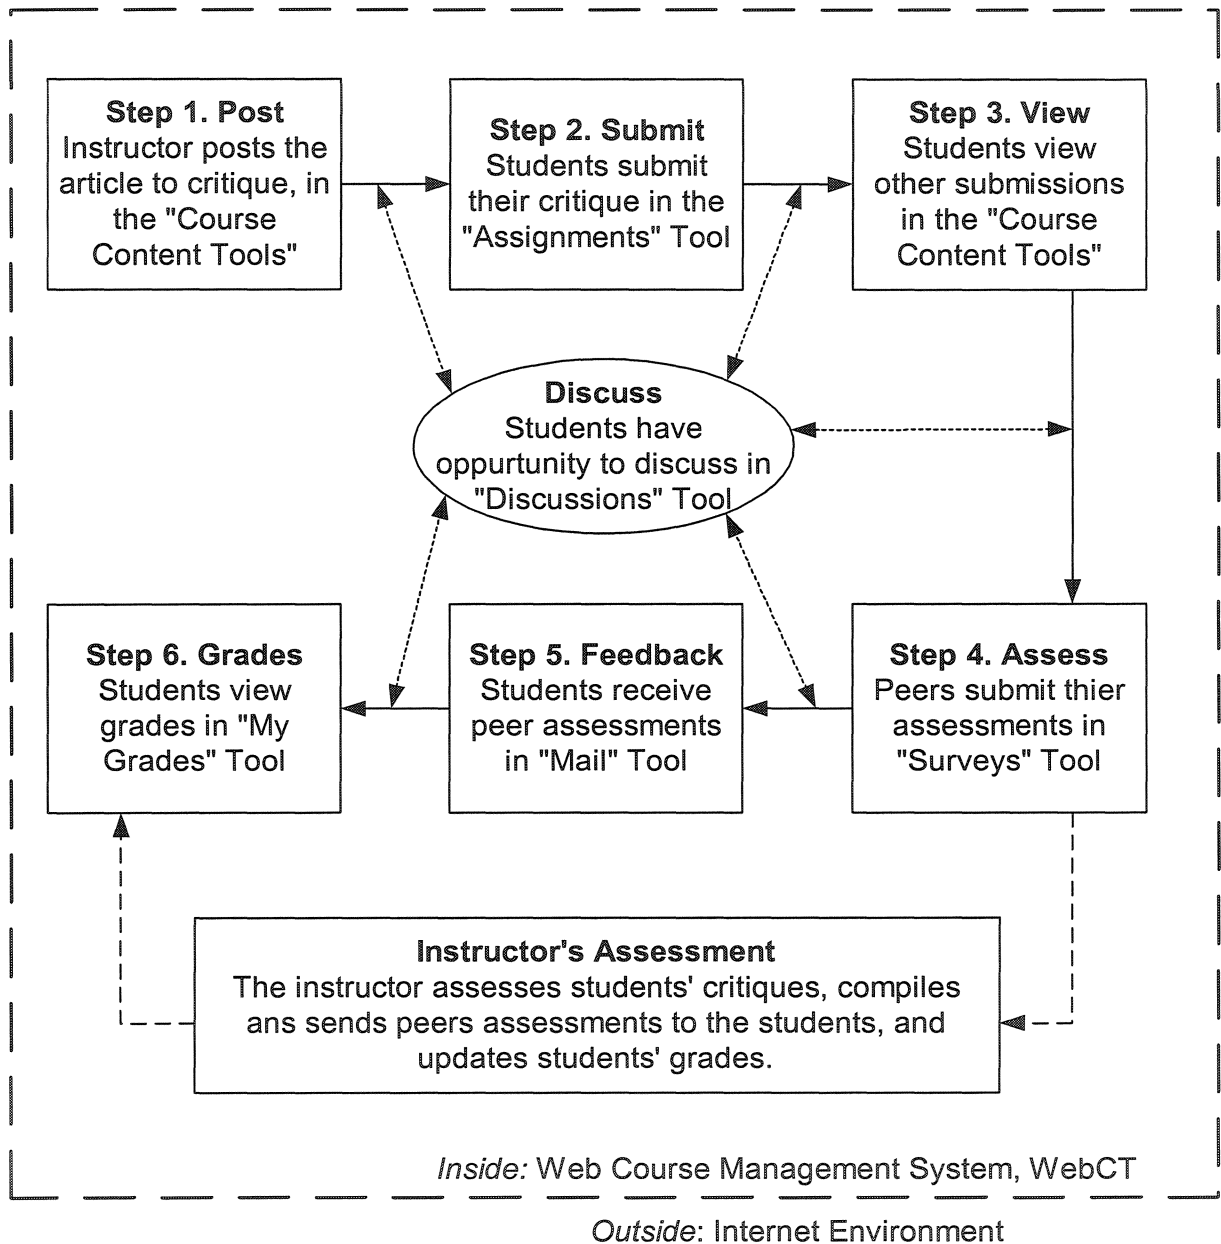 Step 1. Post
Instructor posts the
article to critique, in
the "Course
Content Tools"
Step 2. Submit
Students submit
their critique in the
"Assignments" Tool
Step 3. View
Students view
other submissions
in the "Course
Content Tools"
Discuss
Students have
oppurtunity to discuss in
"Discussions" Tool
Step 6. Grades
Students view
grades in "My
Grades" Tool
Step 5. Feedback
Students receive
peer assessments
in "Mail" Tool
Step 4. Assess
Peers submit thier
assessments in
"Surveys" Tool
Instructor's Assessment
The instructor assesses students' critiques, compiles
ans sends peers assessments to the students, and
updates students' grades.
Inside: Web Course Management System, WebCT
Outside: Internet Environment